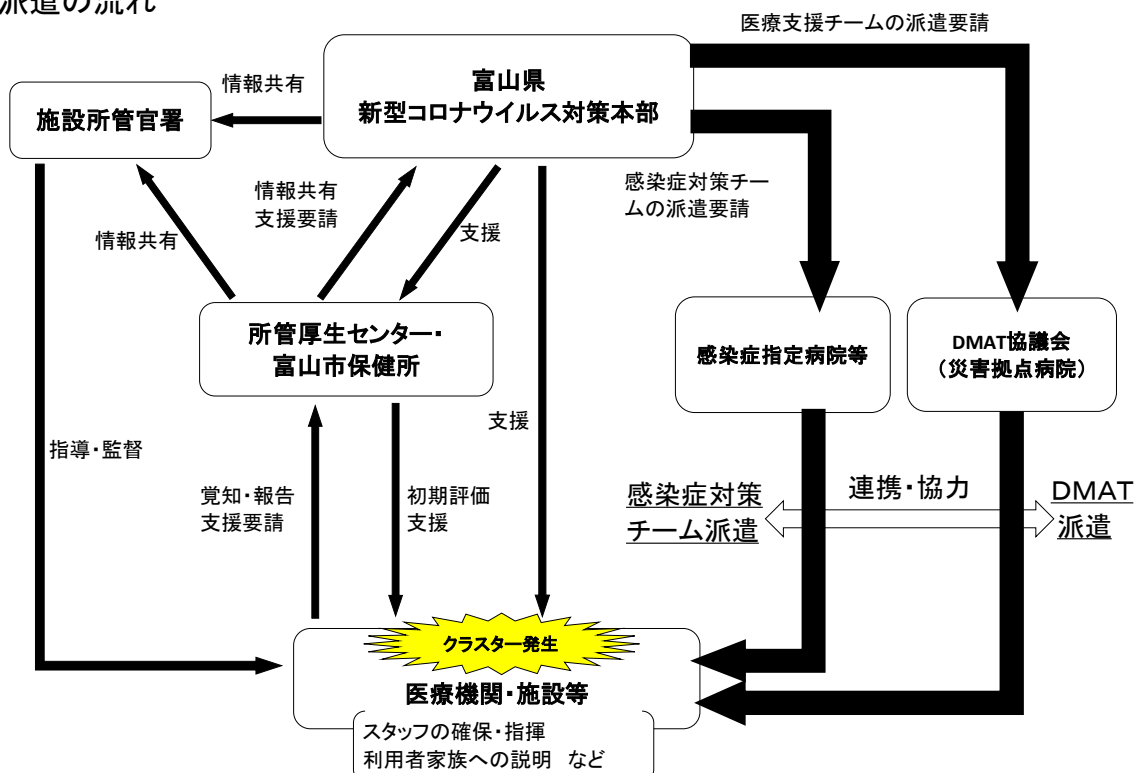 派遣の流れ
医療支援チームの派遣要請
富山県
新型コロナウイルス対策本部
情報共有
施設所管官署
感染症対策チー
ムの派遣要請
情報共有
支援要請
支援
情報共有
所管厚生センター・
富山市保健所
感染症指定病院等
DMAT協議会
（災害拠点病院）
支援
指導・監督
覚知・報告
支援要請
初期評価
支援
感染症対策
チーム派遣
連携・協力
DMAT
派遣
クラスター発生
医療機関・施設等
スタッフの確保・指揮
利用者家族への説明　など